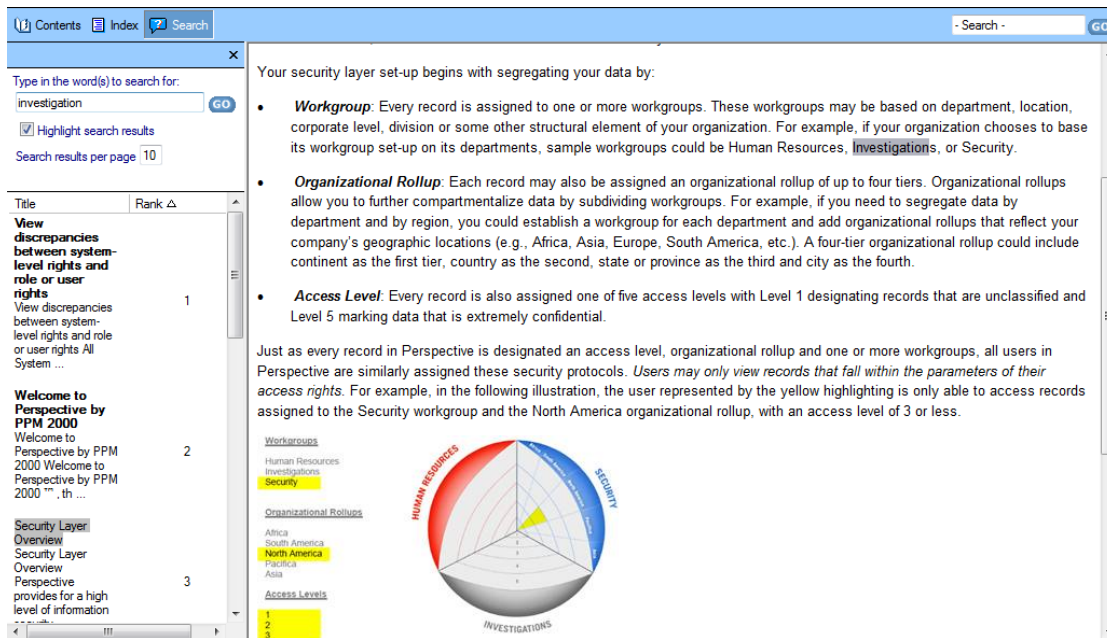 Contents Index Search
- Search - GO
Type in the word(s) to search for:
investigation GO
Highlight search results
Search results per page 10
Title Rank
View
discrepancies
between system-
level rights and
role or user
rights
View discrepancies
between system-
level rights and role
or user rights All
System ...
1
Welcome to
Perspective by
PPM 2000
Welcome to
Perspective by PPM
2000 Welcome to
Perspective by PPM
2000 ™ , th ...
2
Security Layer
Overview
Security Layer
Overview
Perspective
provides for a high
level of information
3
Your security layer set-up begins with segregating your data by:
• Workgroup: Every record is assigned to one or more workgroups. These workgroups may be based on department, location,
corporate level, division or some other structural element of your organization. For example, if your organization chooses to base
its workgroup set-up on its departments, sample workgroups could be Human Resources, Investigations, or Security.
• Organizational Rollup: Each record may also be assigned an organizational rollup of up to four tiers. Organizational rollups
allow you to further compartmentalize data by subdividing workgroups. For example, if you need to segregate data by
department and by region, you could establish a workgroup for each department and add organizational rollups that reflect your
company's geographic locations (e.g., Africa, Asia, Europe, South America, etc.). A four-tier organizational rollup could include
continent as the first tier, country as the second, state or province as the third and city as the fourth.
• Access Level: Every record is also assigned one of five access levels with Level 1 designating records that are unclassified and
Level 5 marking data that is extremely confidential.
Just as every record in Perspective is designated an access level, organizational rollup and one or more workgroups, all users in
Perspective are similarly assigned these security protocols. Users may only view records that fall within the parameters of their
access rights. For example, in the following illustration, the user represented by the yellow highlighting is only able to access records
assigned to the Security workgroup and the North America organizational rollup, with an access level of 3 or less.
Workgroups
Human Resources
Investigations
Security
Organizational Rollups
Africa
South America
North America
Pacifica
Asia
Access Levels
1
2
3
HUMAN RESOURCES
SECURITY
INVESTIGATIONS